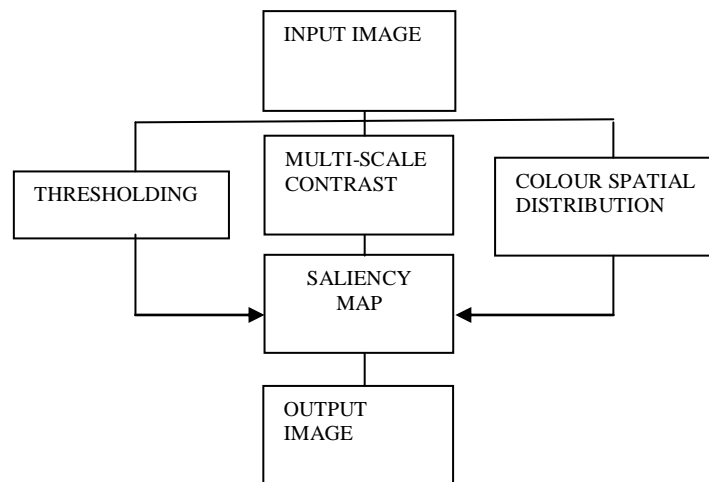 INPUT IMAGE
THRESHOLDING
MULTI-SCALE
CONTRAST
COLOUR SPATIAL
DISTRIBUTION
SALIENCY
MAP
OUTPUT
IMAGE